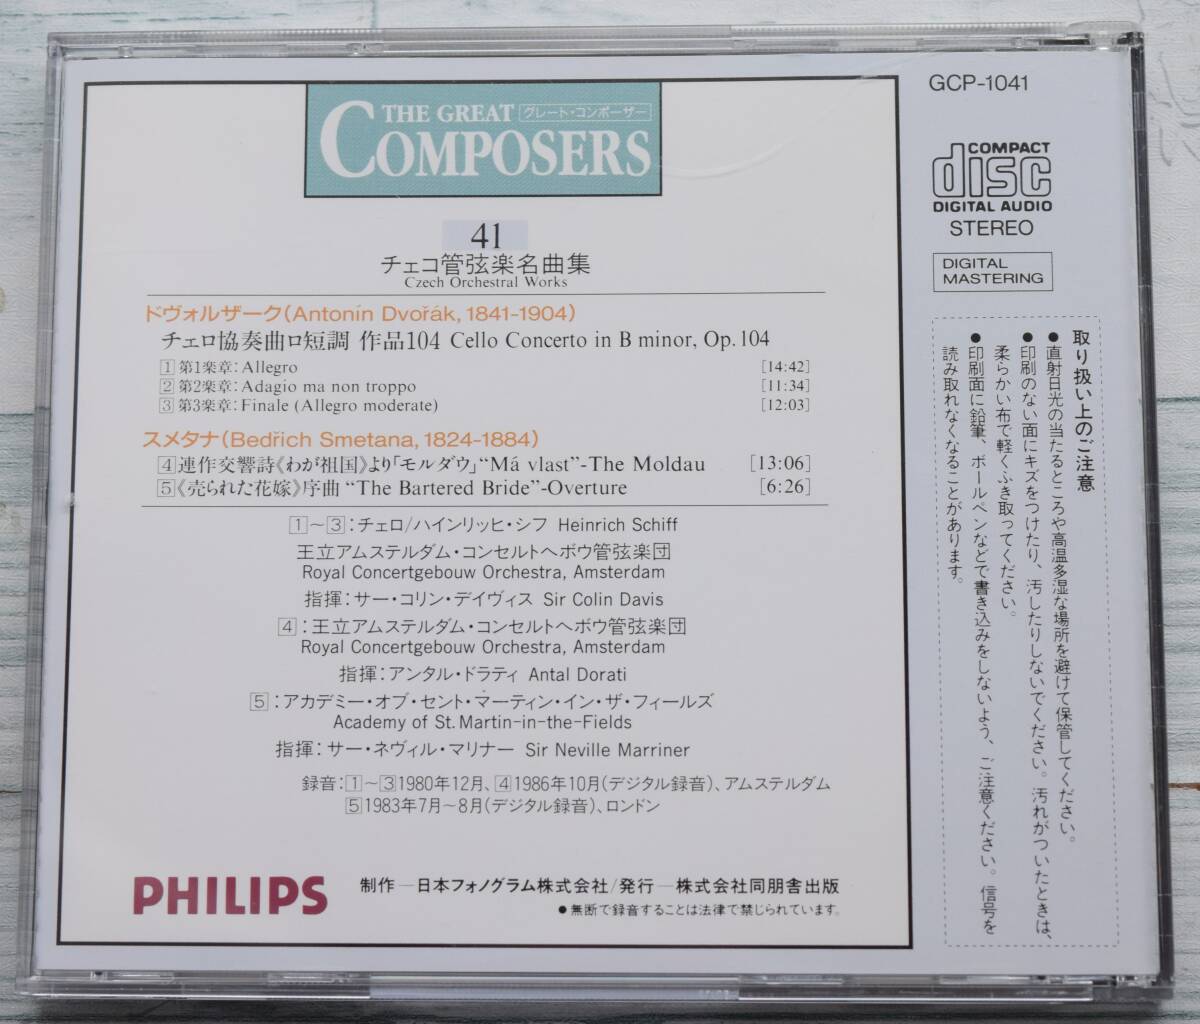 THE GREAT グレート・コンポーザー
COMPOSERS
41
チェコ管弦楽名曲集
Czech Orchestral Works
ドヴォルザーク(Antonín Dvořák, 1841-1904)
チェロ協奏曲ロ短調 作品104 Cello Concerto in B minor, Op.104
1 第1楽章: Allegro [14:42]
2 第2楽章: Adagio ma non troppo [11:34]
3 第3楽章: Finale (Allegro moderate) [12:03]
スメタナ(Bedřich Smetana, 1824-1884)
4 連作交響詩《わが祖国》より「モルダウ」“Má vlast”-The Moldau [13:06]
5 《売られた花嫁》序曲 “The Bartered Bride”-Overture [6:26]
1～3:チェロ/ハインリッヒ・シフ Heinrich Schiff
王立アムステルダム・コンセルトヘボウ管弦楽団
Royal Concertgebouw Orchestra, Amsterdam
指揮:サー・コリン・デイヴィス Sir Colin Davis
4:王立アムステルダム・コンセルトヘボウ管弦楽団
Royal Concertgebouw Orchestra, Amsterdam
指揮:アンタル・ドラティ Antal Dorati
5:アカデミー・オブ・セント・マーティン・イン・ザ・フィールズ
Academy of St. Martin-in-the-Fields
指揮:サー・ネヴィル・マリナー Sir Neville Marriner
録音:1～3 1980年12月、4 1986年10月(デジタル録音)、アムステルダム
5 1983年7月～8月(デジタル録音)、ロンドン
PHILIPS
制作—日本フォノグラム株式会社/発行—株式会社同朋舎出版
●無断で録音することは法律で禁じられています。
GCP-1041
COMPACT
disc
DIGITAL AUDIO
STEREO
DIGITAL
MASTERING
取り扱い上のご注意
●直射日光の当たるところや高温多湿な場所を避けて保管してください。
●印刷のない面にキズをつけたり、汚したりしないでください。汚れがついたときは、
柔らかい布で軽くふき取ってください。
●印刷面に鉛筆、ボールペンなどで書き込みをしないよう、ご注意ください。信号を
読み取れなくなることがあります。